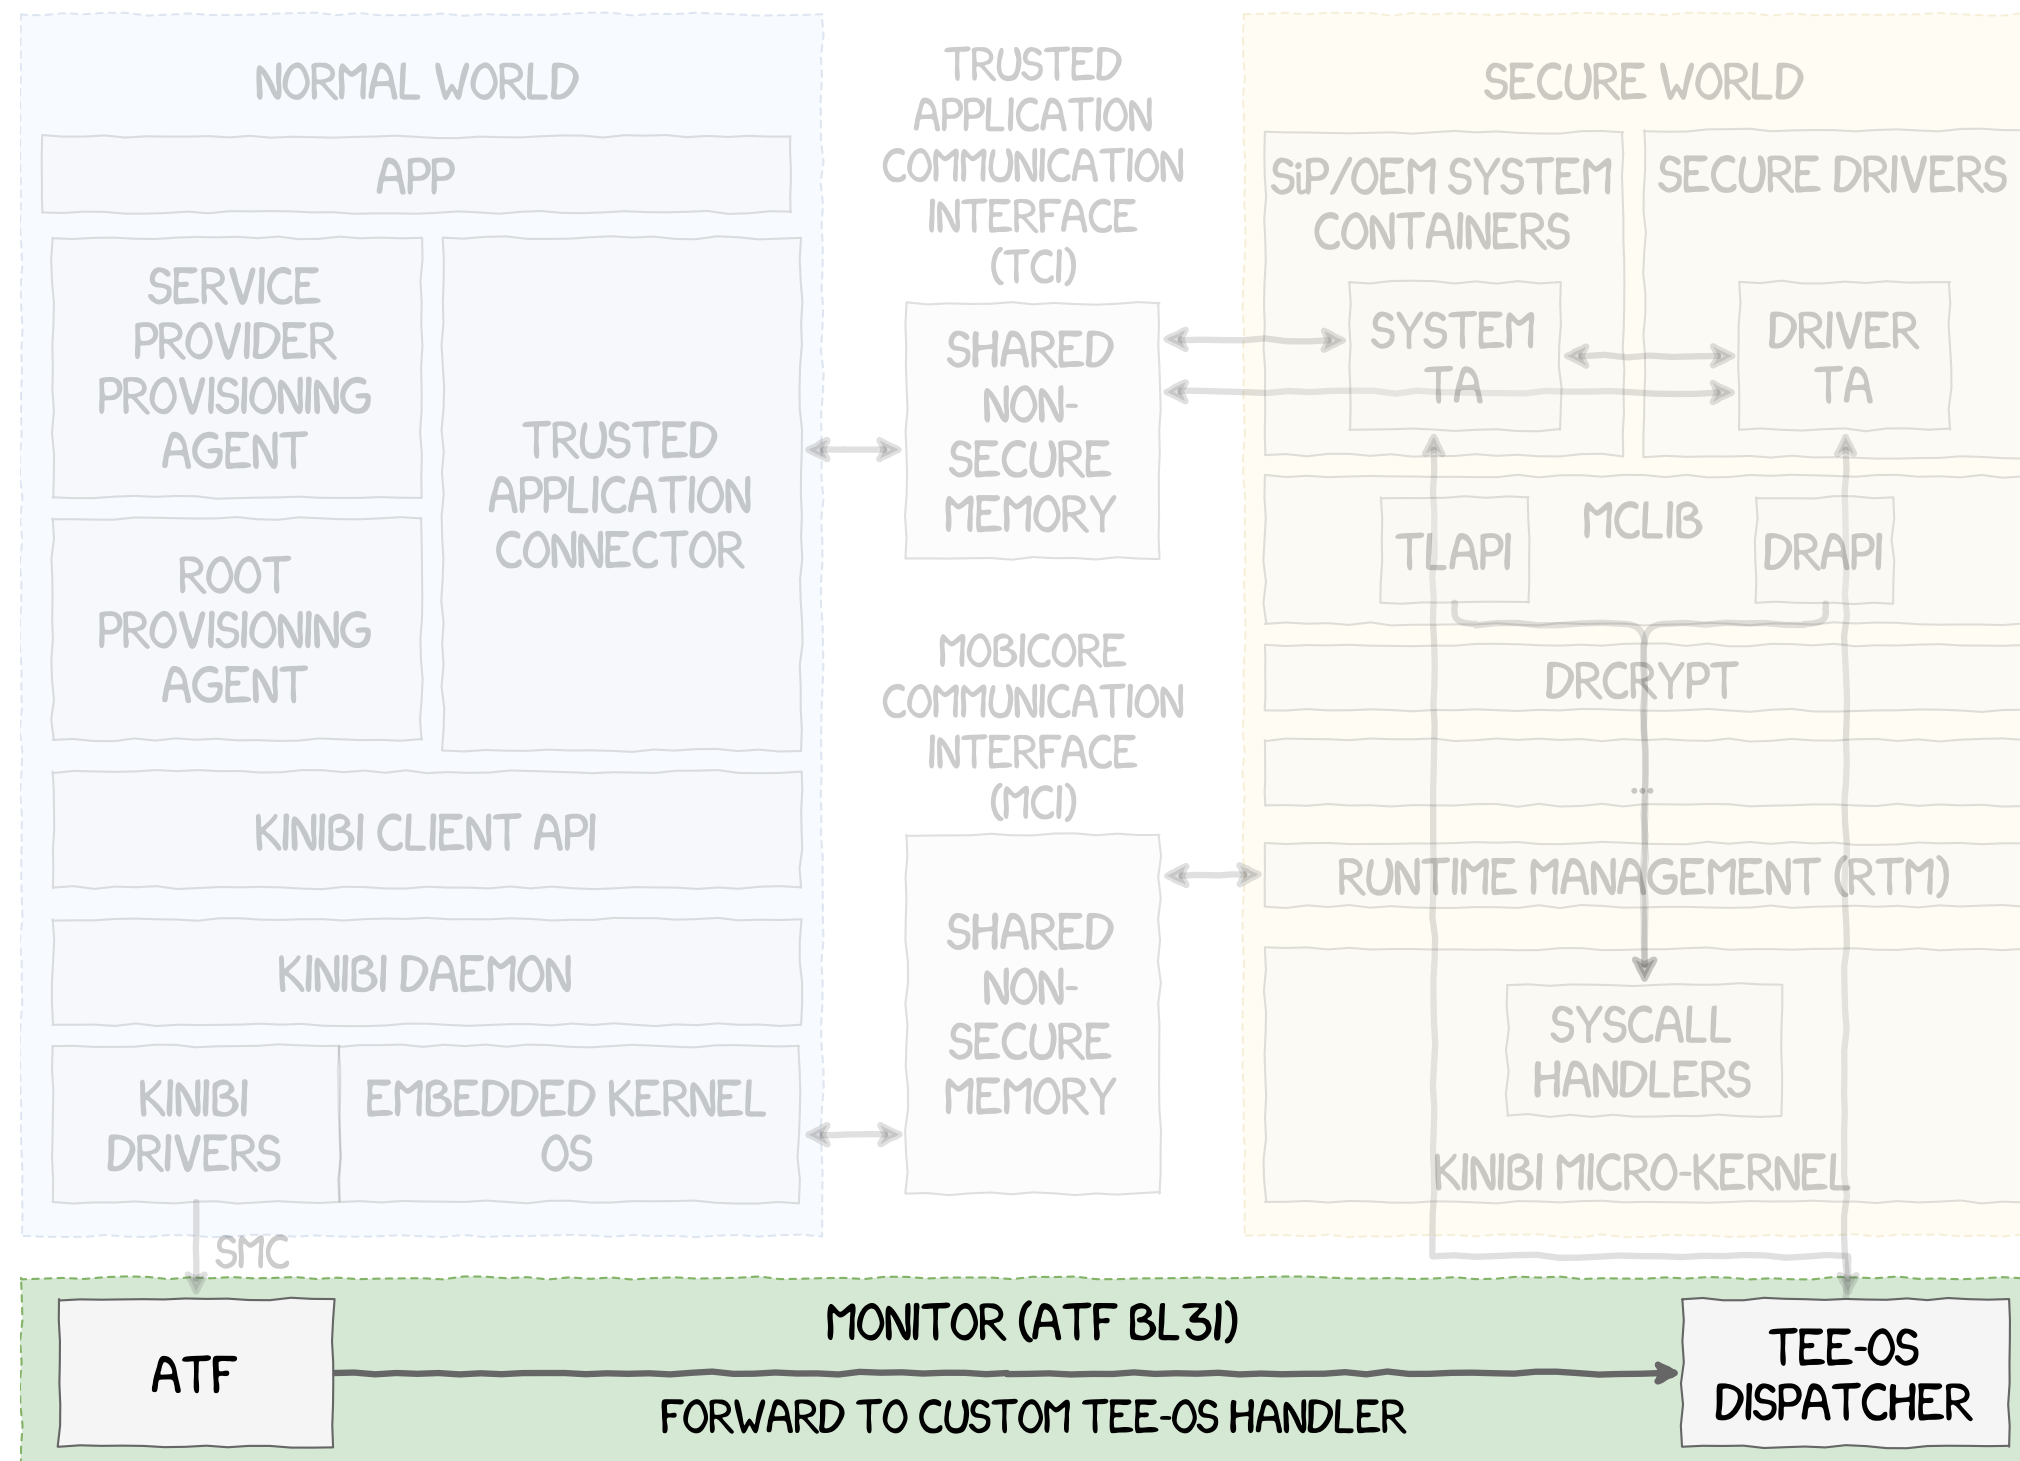 NORMAL WORLD
APP
SERVICE
PROVIDER
PROVISIONING
AGENT
ROOT
PROVISIONING
AGENT
TRUSTED
APPLICATION
CONNECTOR
KINIBI CLIENT API
KINIBI DAEMON
KINIBI
DRIVERS
EMBEDDED KERNEL
OS
SMC
TRUSTED
APPLICATION
COMMUNICATION
INTERFACE
(TCI)
SHARED
NON-
SECURE
MEMORY
MOBICORE
COMMUNICATION
INTERFACE
(MCI)
SHARED
NON-
SECURE
MEMORY
SECURE WORLD
SiP/OEM SYSTEM
CONTAINERS
SYSTEM
TA
SECURE DRIVERS
DRIVER
TA
MCLIB
TLAPI
DRAPI
DRCRYPT
...
RUNTIME MANAGEMENT (RTM)
SYSCALL
HANDLERS
KINIBI MICRO-KERNEL
MONITOR (ATF BL31)
ATF
FORWARD TO CUSTOM TEE-OS HANDLER
TEE-OS
DISPATCHER